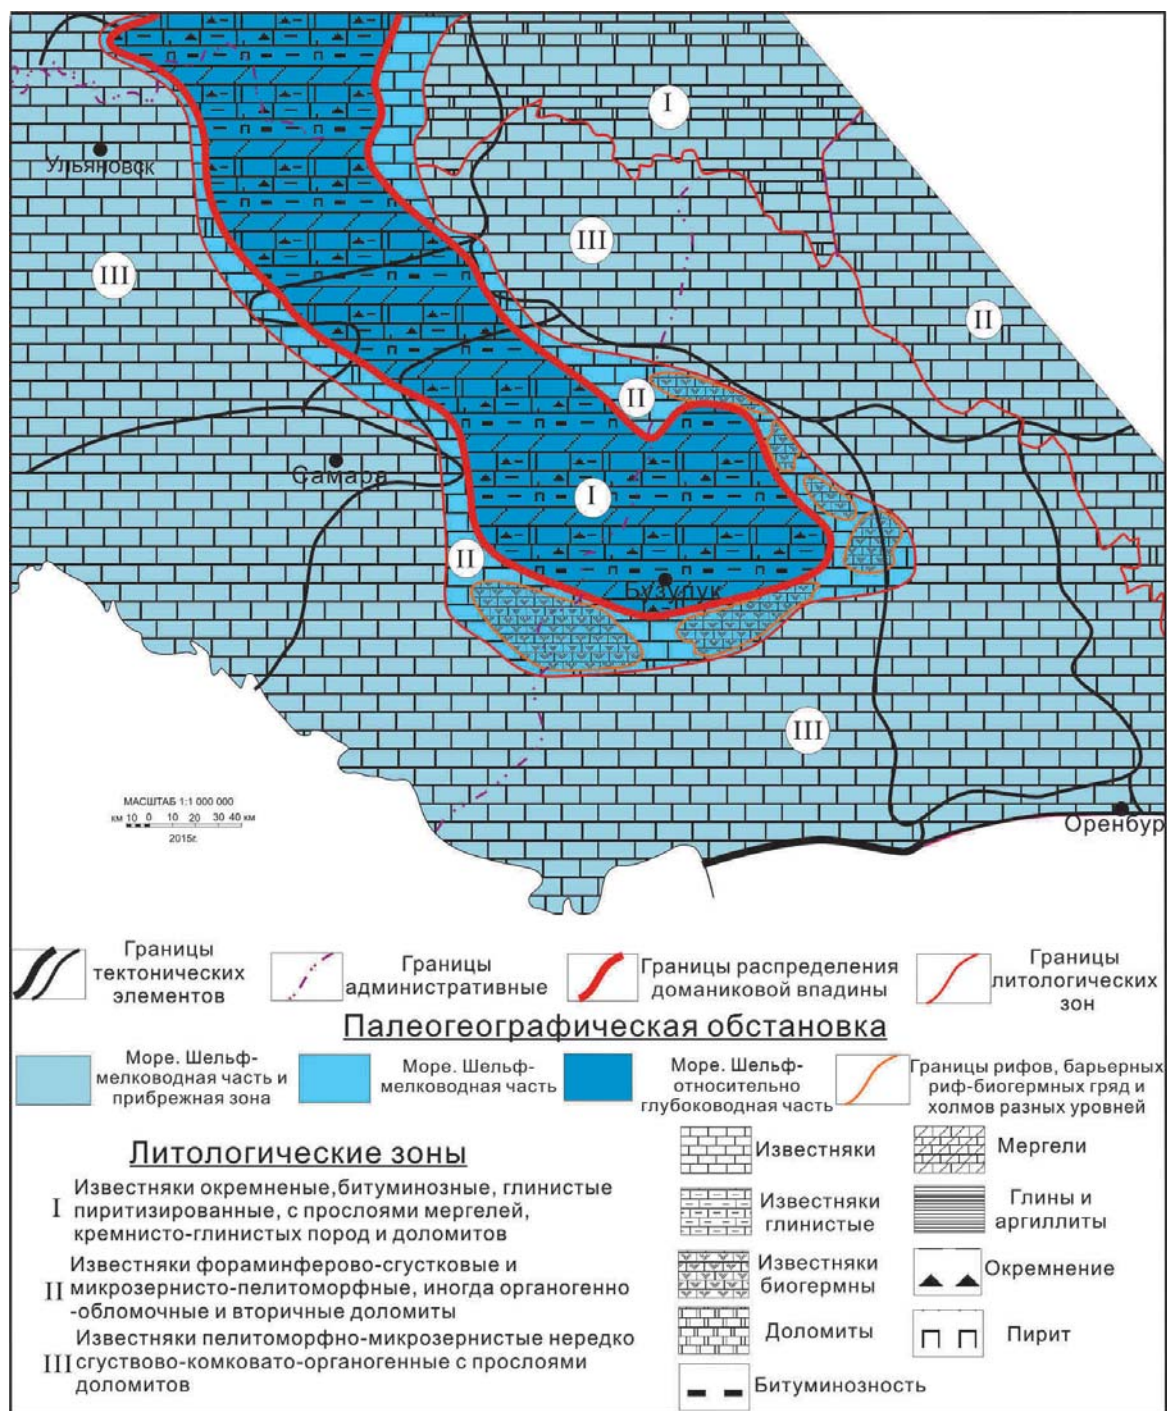 I
Ульяновск
III
III
II
II
Самара
I
II
Бузулук
III
МАСШТАБ 1:1 000 000
км 10 0 10 20 30 40 км
2015г.
Оренбур
Границы
тектонических
элементов
Границы
административные
Границы распределения
доманиковой впадины
Границы
литологических
зон
Палеогеографическая обстановка
Море. Шельф-
мелководная часть и
прибрежная зона
Море. Шельф-
мелководная часть
Море. Шельф-
относительно
глубоководная часть
Границы рифов, барьерных
риф-биогермных гряд и
холмов разных уровней
Литологические зоны
I Известняки окремненые,битуминозные, глинистые
пиритизированные, с прослоями мергелей,
кремнисто-глинистых пород и доломитов
II Известняки фораминферово-сгустковые и
микрозернисто-пелитоморфные, иногда органогенно
-обломочные и вторичные доломиты
III Известняки пелитоморфно-микрозернистые нередко
сгуствово-комковато-органогенные с прослоями
доломитов
Известняки
Известняки
глинистые
Известняки
биогермны
Доломиты
Битуминозность
Мергели
Глины и
аргиллиты
Окремнение
Пирит